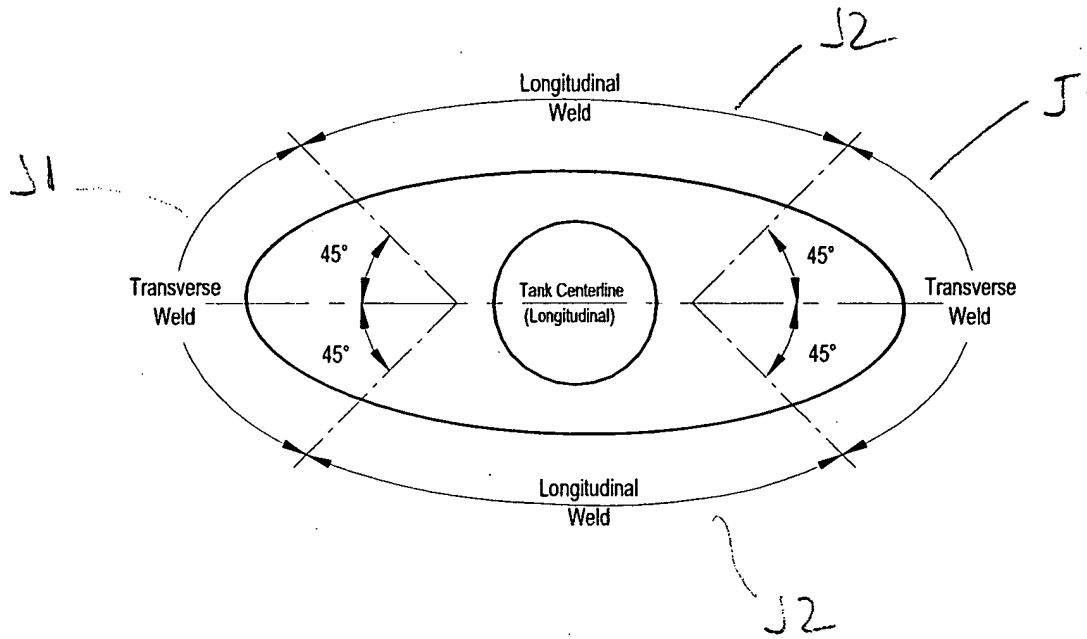 J2
J
Longitudinal
Weld
J1
45°
45°
Transverse
Weld
Tank Centerline
(Longitudinal)
Transverse
Weld
45°
45°
Longitudinal
Weld
J2